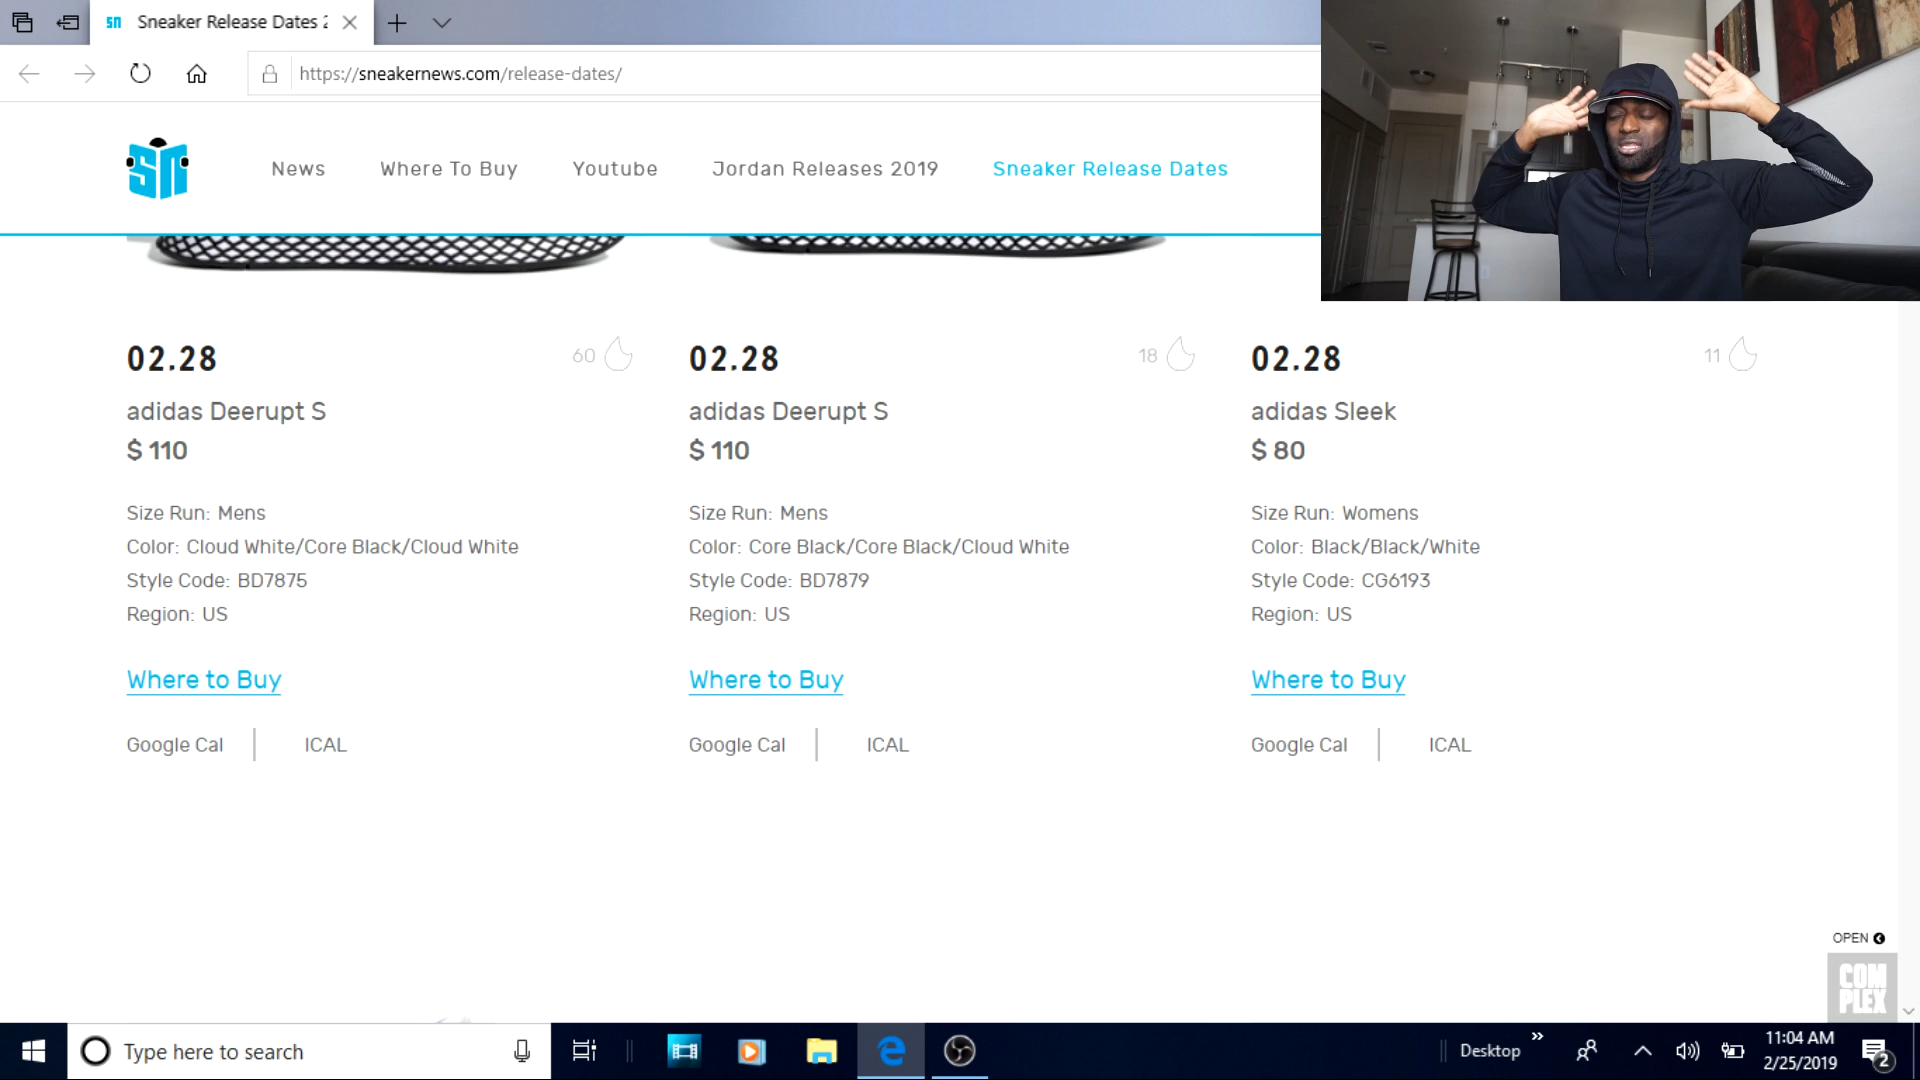 Sneaker Release Dates 2
https://sneakernews.com/release-dates/
SN
News
Where To Buy
Youtube
Jordan Releases 2019
Sneaker Release Dates
02.28
60
adidas Deerupt S
$ 110
Size Run: Mens
Color: Cloud White/Core Black/Cloud White
Style Code: BD7875
Region: US
Where to Buy
Google Cal
ICAL
02.28
18
adidas Deerupt S
$ 110
Size Run: Mens
Color: Core Black/Core Black/Cloud White
Style Code: BD7879
Region: US
Where to Buy
Google Cal
ICAL
02.28
11
adidas Sleek
$ 80
Size Run: Womens
Color: Black/Black/White
Style Code: CG6193
Region: US
Where to Buy
Google Cal
ICAL
OPEN
COM
PLEX
Type here to search
Desktop
11:04 AM
2/25/2019
2